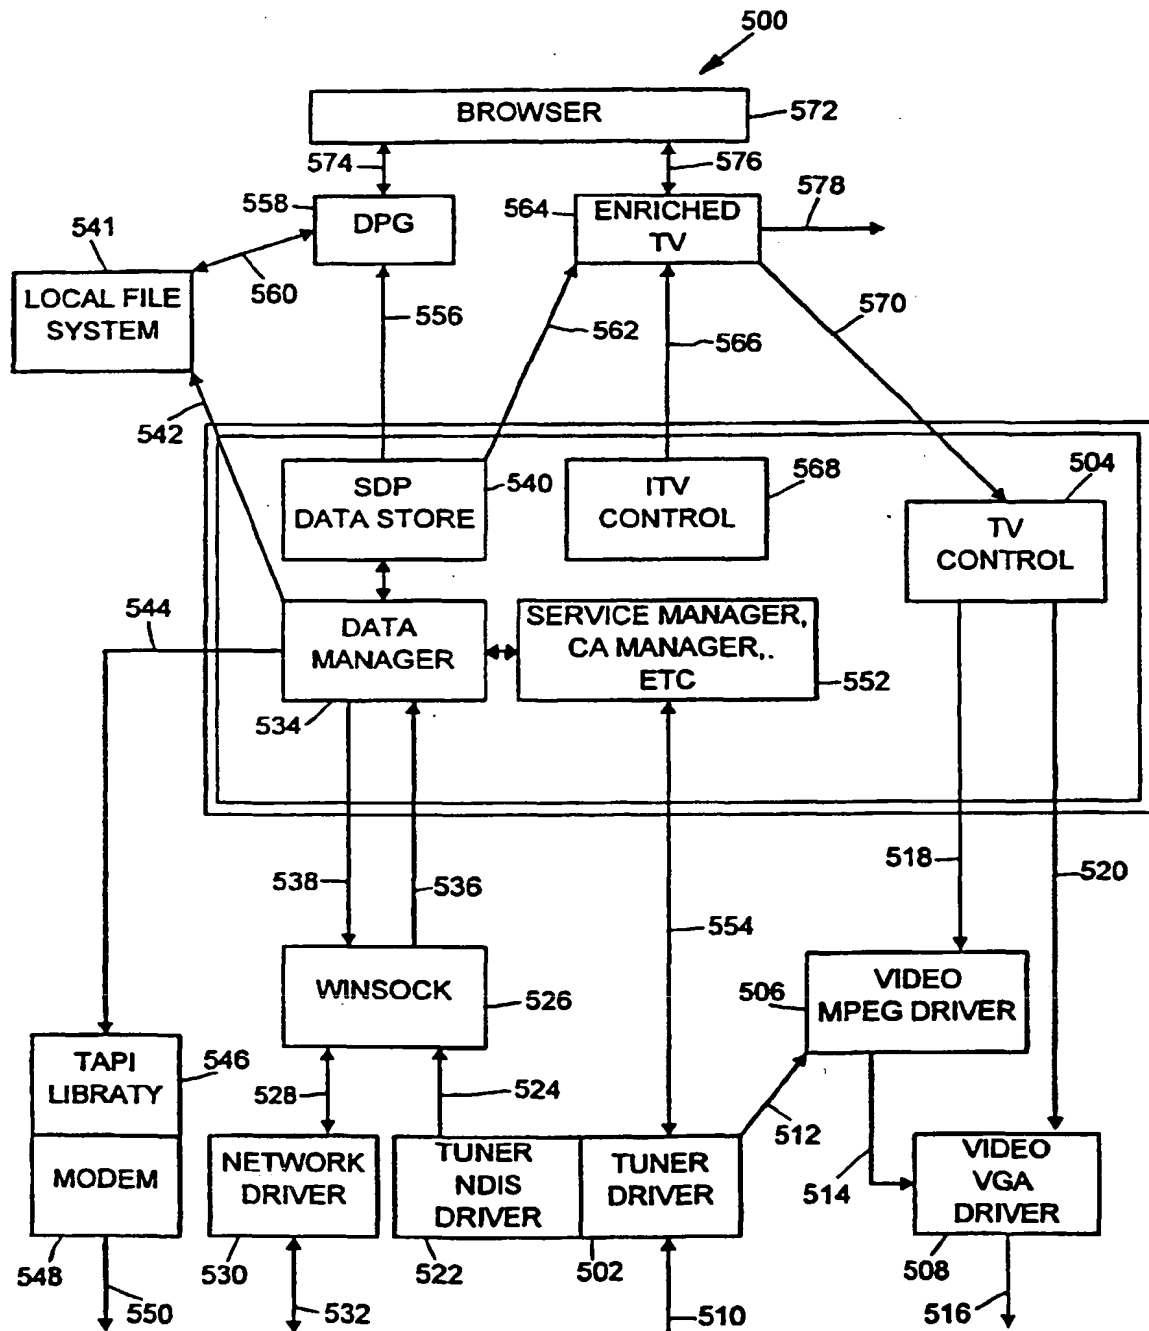 500
BROWSER
572
574
576
578
558
DPG
564
ENRICHED
TV
541
LOCAL FILE
SYSTEM
560
556
562
566
570
542
SDP
DATA STORE
540
ITV
CONTROL
568
504
TV
CONTROL
544
DATA
MANAGER
SERVICE MANAGER,
CA MANAGER,.
ETC
552
534
538
536
554
518
520
WINSOCK
526
506
VIDEO
MPEG DRIVER
TAPI
LIBRATY
546
528
524
512
514
MODEM
NETWORK
DRIVER
TUNER
NDIS
DRIVER
TUNER
DRIVER
VIDEO
VGA
DRIVER
548
550
530
532
522
502
510
508
516